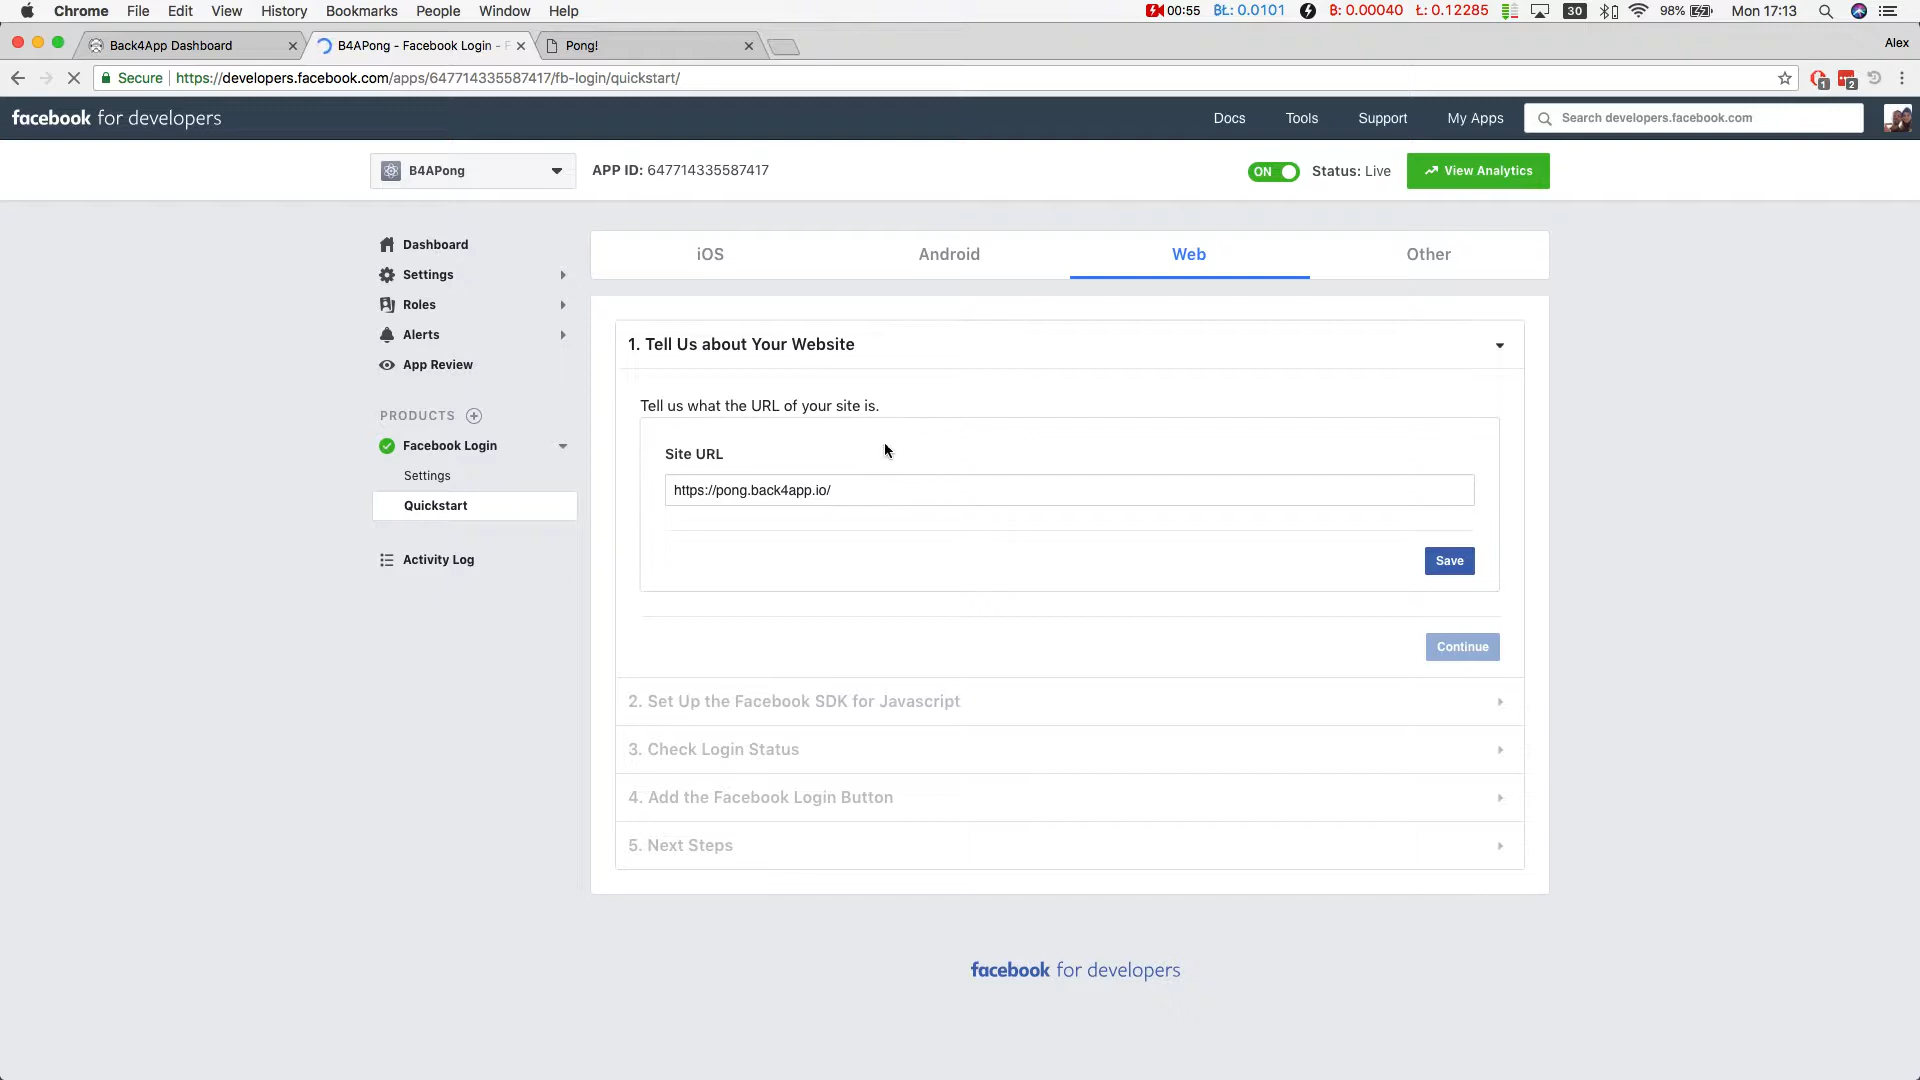 Chrome File Edit View History Bookmarks People Window Help 00:55 ƀŁ: 0.0101 Ƀ: 0.00040 Ł: 0.12285 30 98% Mon 17:13
Back4App Dashboard B4APong - Facebook Login - F Pong! Alex
Secure https://developers.facebook.com/apps/647714335587417/fb-login/quickstart/ 1 2
facebook for developers Docs Tools Support My Apps Search developers.facebook.com
B4APong APP ID: 647714335587417 ON Status: Live View Analytics
Dashboard
Settings
Roles
Alerts
App Review
PRODUCTS
Facebook Login
Settings
Quickstart
Activity Log
iOS Android Web Other
1. Tell Us about Your Website
Tell us what the URL of your site is.
Site URL
https://pong.back4app.io/
Save
Continue
2. Set Up the Facebook SDK for Javascript
3. Check Login Status
4. Add the Facebook Login Button
5. Next Steps
facebook for developers